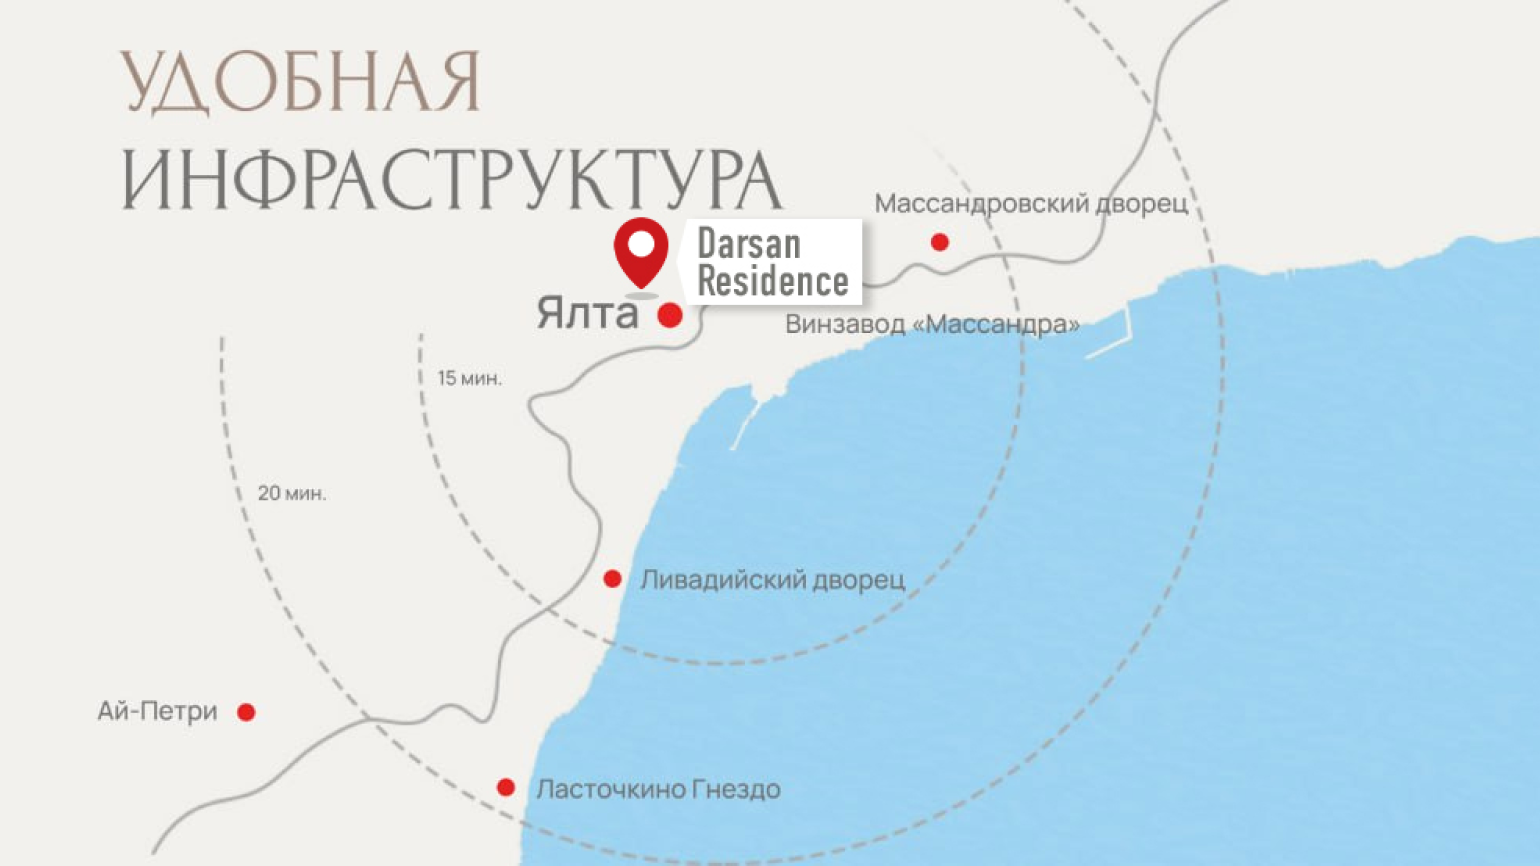 УДОБНАЯ
ИНФРАСТРУКТУРА
Массандровский дворец
Darsan
Residence
Ялта
Винзавод «Массандра»
15 мин.
20 мин.
Ливадийский дворец
Ай-Петри
Ласточкино Гнездо